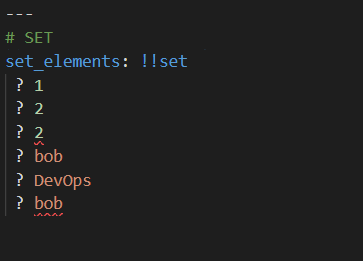 ---
# SET
set_elements: !!set
? 1
? 2
? 2
? bob
? DevOps
? bob